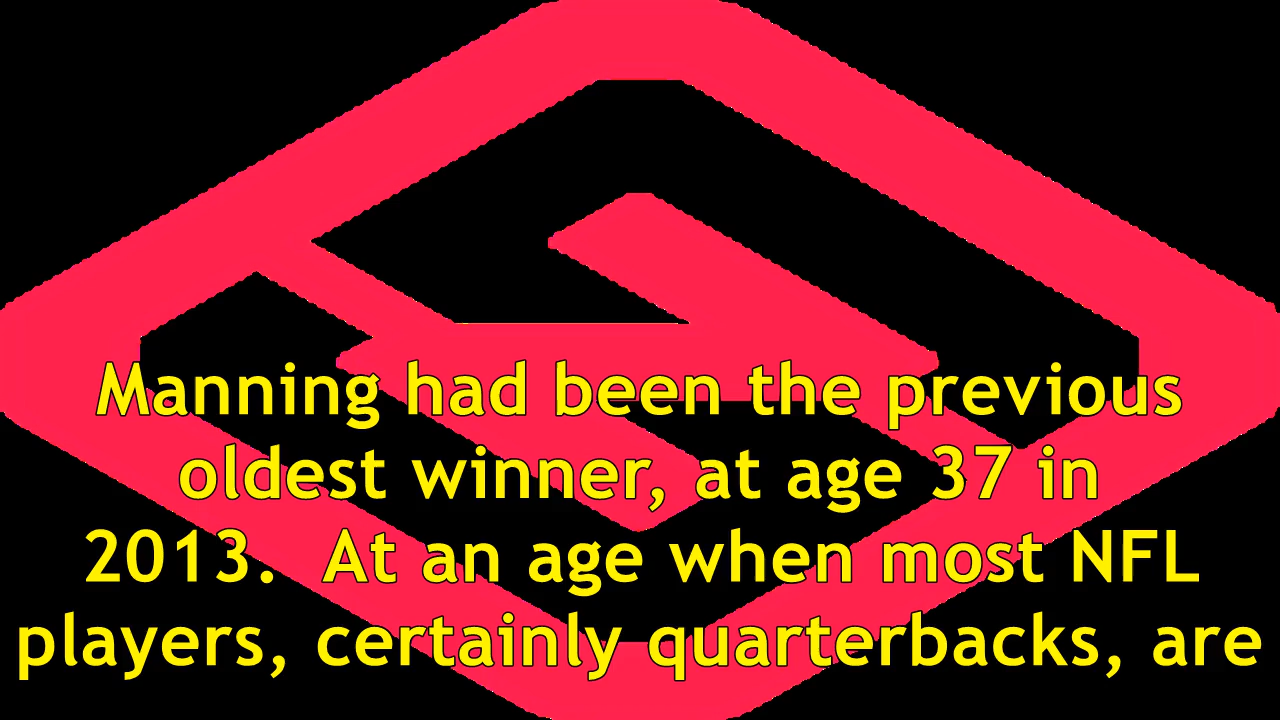 Manning had been the previous
oldest winner, at age 37 in
2013.  At an age when most NFL
players, certainly quarterbacks, are